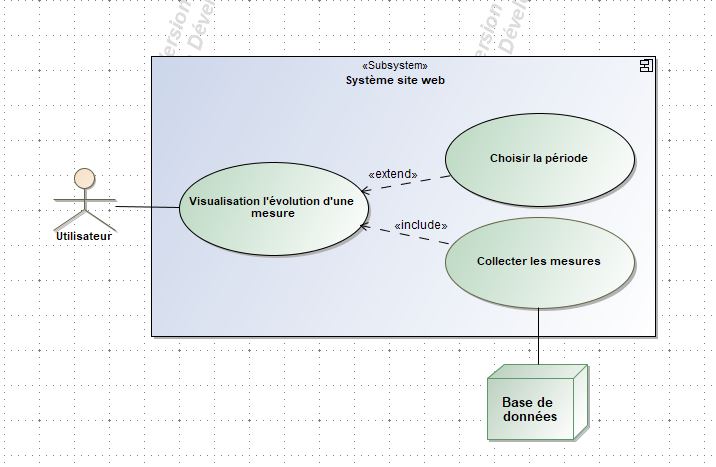 ersion
Dével
ersion
Dével
«Subsystem»
Système site web
Choisir la période
«extend»
Visualisation l'évolution d'une
mesure
«include»
Utilisateur
Collecter les mesures
Base de
données